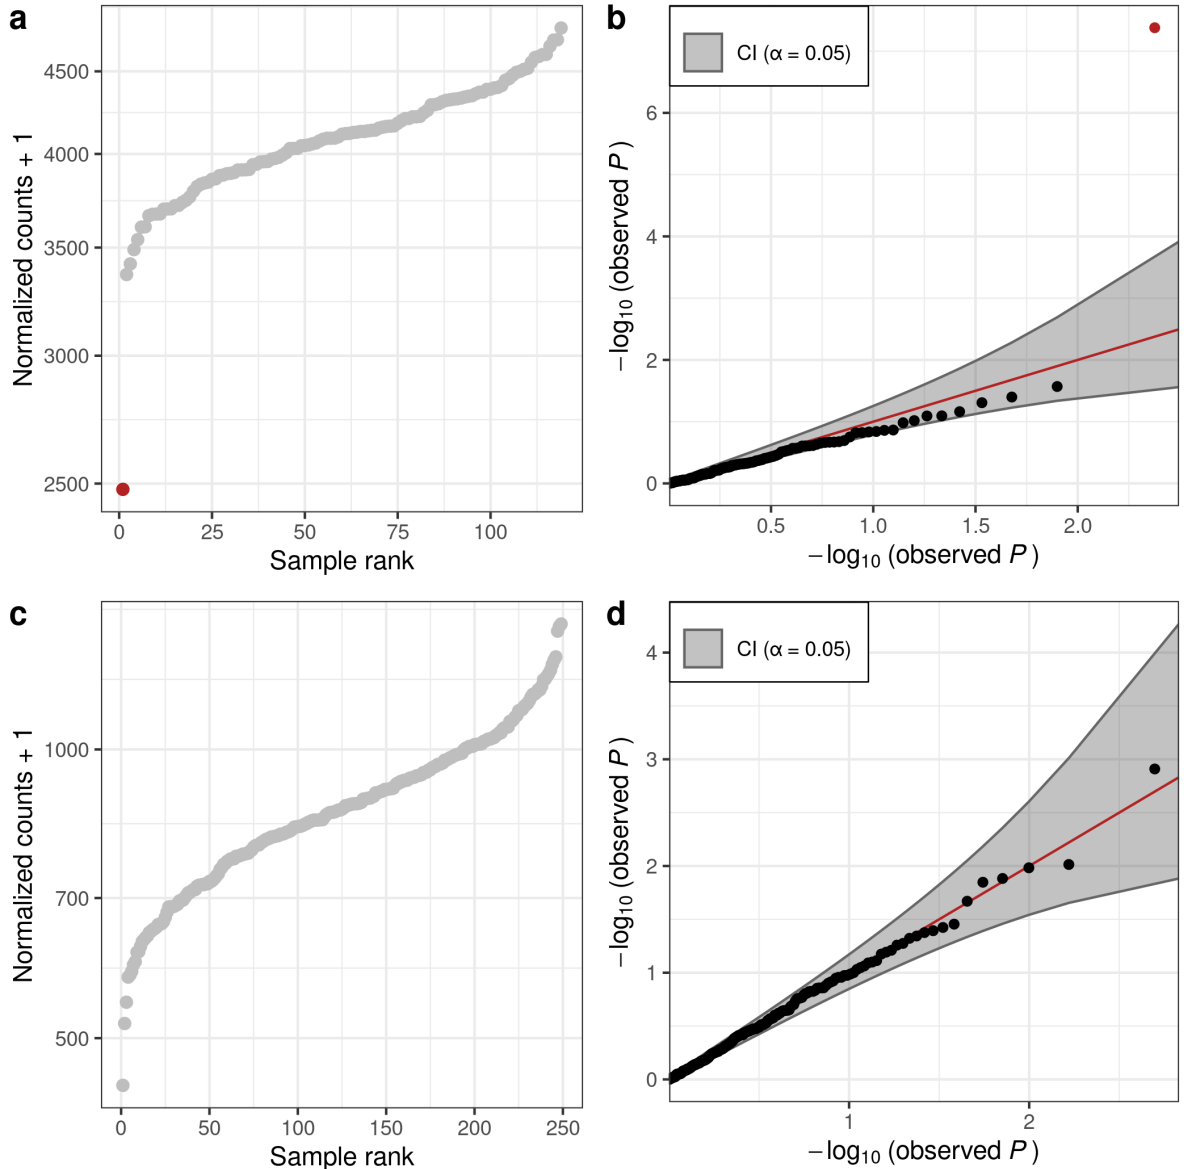 a
Normalized counts + 1
4500
4000
3500
3000
2500
0 25 50 75 100
Sample rank
b
CI (α = 0.05)
−log10 (observed P)
6
4
2
0
0.5 1.0 1.5 2.0
−log10 (observed P)
c
Normalized counts + 1
1000
700
500
0 50 100 150 200 250
Sample rank
d
CI (α = 0.05)
−log10 (observed P)
4
3
2
1
0
1 2
−log10 (observed P)